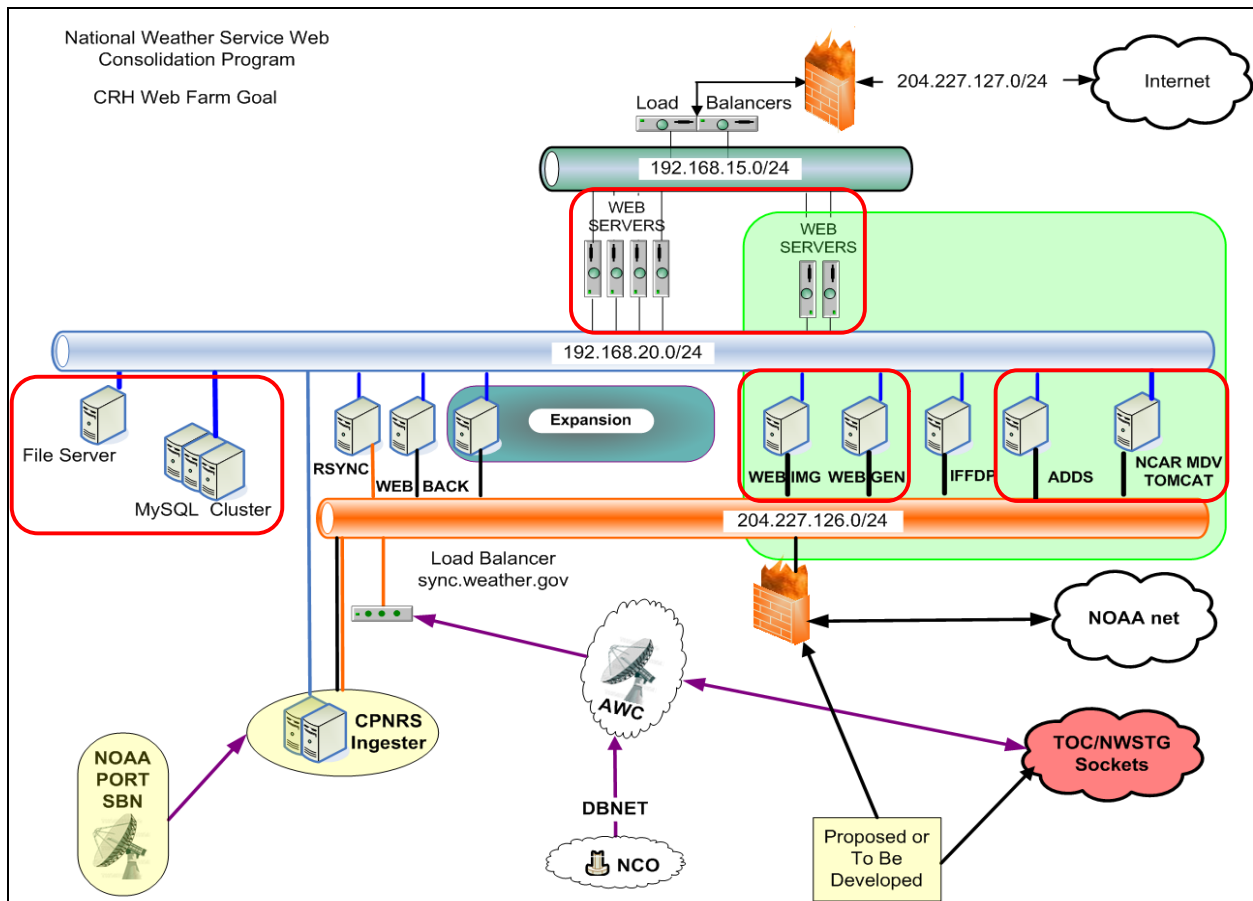 National Weather Service Web
Consolidation Program
CRH Web Farm Goal
204.227.127.0/24
Internet
Load
Balancers
192.168.15.0/24
WEB
SERVERS
WEB
SERVERS
192.168.20.0/24
File Server
MySQL Cluster
RSYNC
WEB BACK
Expansion
WEB IMG
WEB GEN
IFFDP
ADDS
NCAR MDV
TOMCAT
204.227.126.0/24
Load Balancer
sync.weather.gov
NOAA net
AWC
CPNRS
Ingester
NOAA
PORT
SBN
TOC/NWSTG
Sockets
DBNET
NCO
Proposed or
To Be
Developed